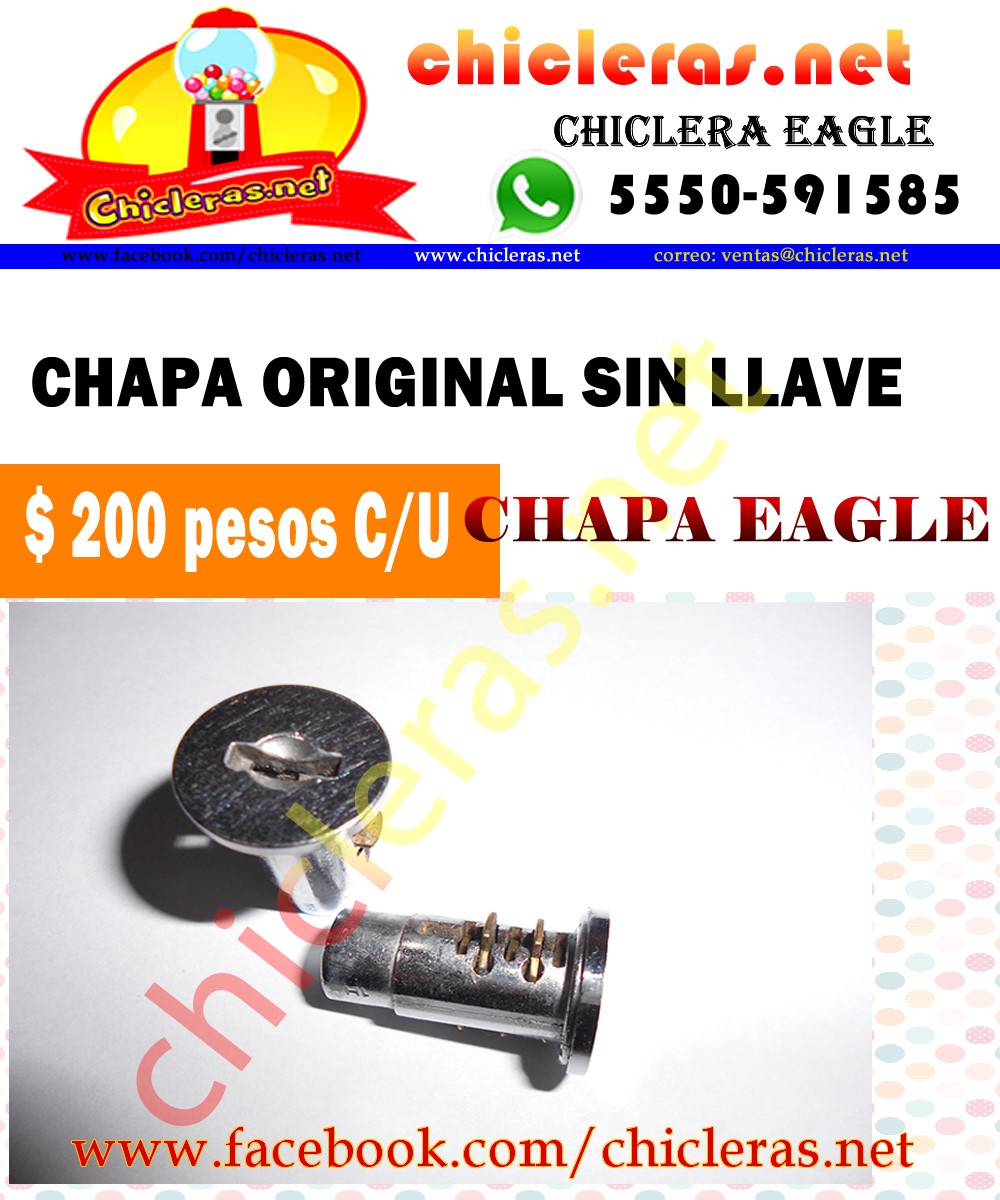 chicleras.net
CHICLERA EAGLE
Chicleras.net
5550-591585
www.facebook.com/chicleras.net www.chicleras.net correo: ventas@chicleras.net
CHAPA ORIGINAL SIN LLAVE
$ 200 pesos C/U CHAPA EAGLE
chicleras.net
www.facebook.com/chicleras.net